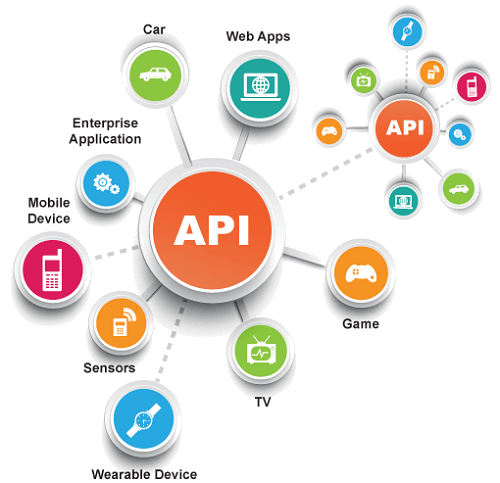 Car
Web Apps
Enterprise
Application
API
Mobile
Device
API
Game
Sensors
TV
Wearable Device